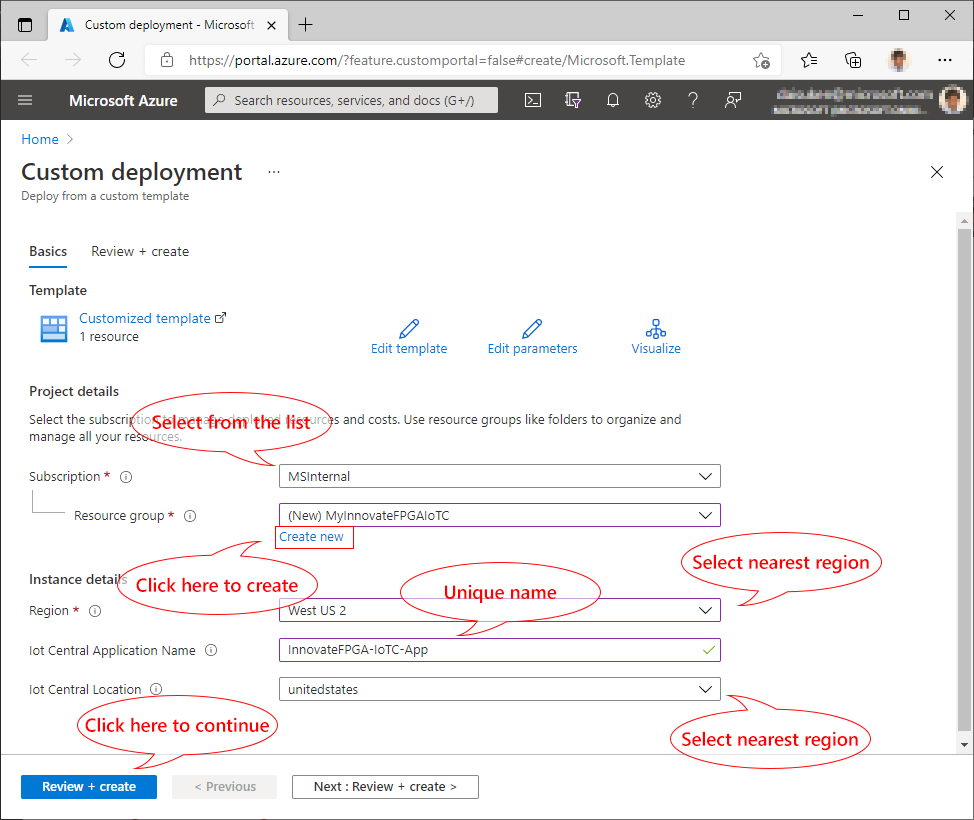 Custom deployment - Microsoft
https://portal.azure.com/?feature.customportal=false#create/Microsoft.Template
Microsoft Azure
Search resources, services, and docs (G+/)
Home >
Custom deployment ...
Deploy from a custom template
Basics
Review + create
Template
Customized template
1 resource
Edit template
Edit parameters
Visualize
Project details
Select the subscription to manage deployed resources and costs. Use resource groups like folders to organize and
manage all your resources.
Select from the list
Subscription *
MSInternal
Resource group *
(New) MyInnovateFPGAIoTC
Create new
Click here to create
Select nearest region
Instance details
Unique name
Region *
West US 2
Iot Central Application Name
InnovateFPGA-IoTC-App
Iot Central Location
unitedstates
Click here to continue
Select nearest region
Review + create
< Previous
Next : Review + create >